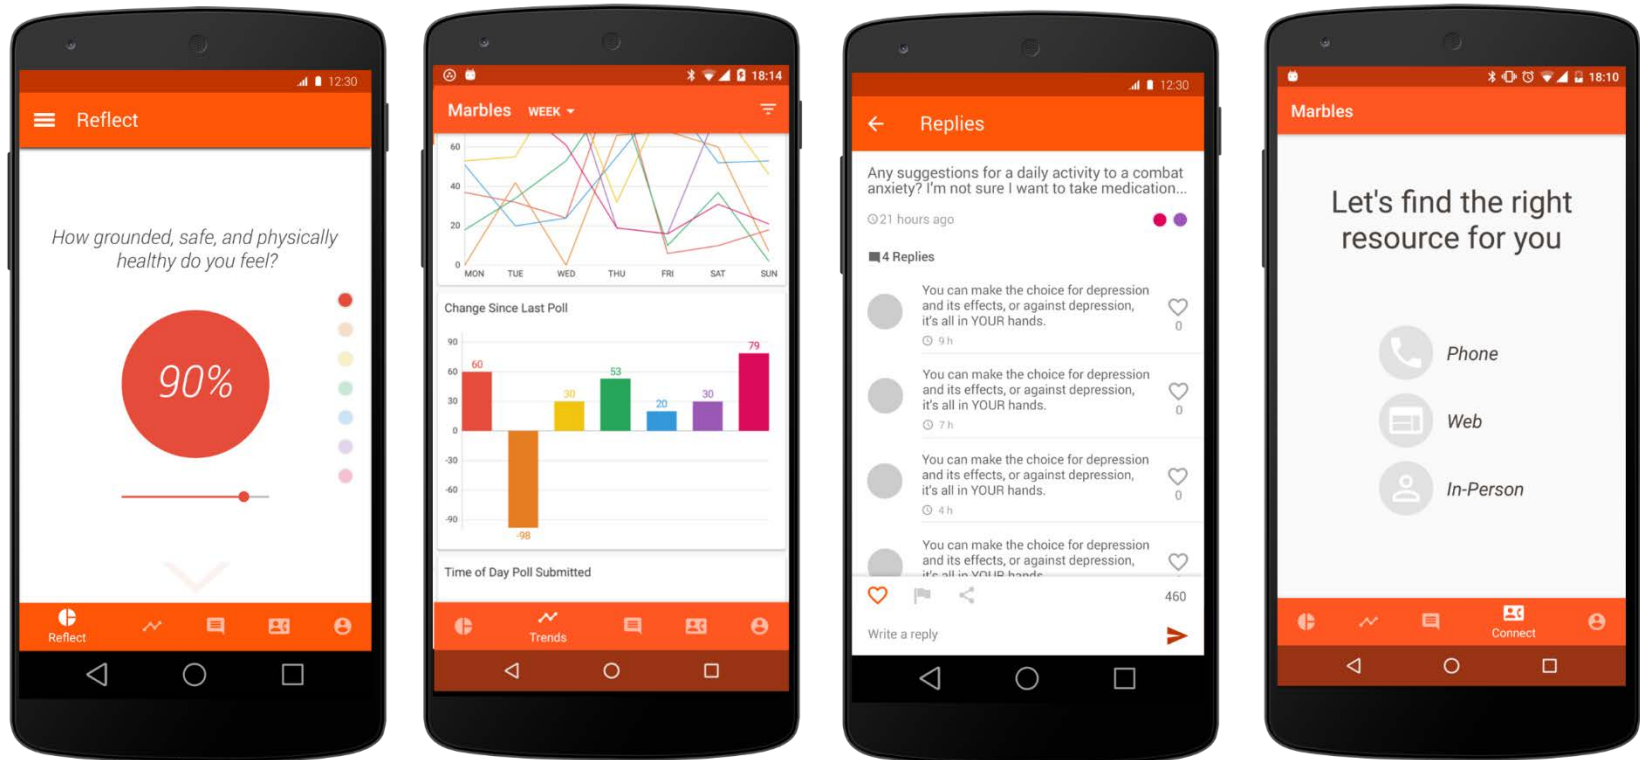 12:30
Reflect
How grounded, safe, and physically
healthy do you feel?
90%
Reflect
18:14
Marbles WEEK
60
40
20
0
MON TUE WED THU FRI SAT SUN
Change Since Last Poll
90
60
30
0
-30
-60
-90
60
-98
30
53
20
30
79
Time of Day Poll Submitted
Trends
12:30
Replies
Any suggestions for a daily activity to a combat
anxiety? I'm not sure I want to take medication...
21 hours ago
4 Replies
You can make the choice for depression
and its effects, or against depression,
it's all in YOUR hands.
0
9 h
You can make the choice for depression
and its effects, or against depression,
it's all in YOUR hands.
0
7 h
You can make the choice for depression
and its effects, or against depression,
it's all in YOUR hands.
0
4 h
You can make the choice for depression
and its effects, or against depression,
it's all in YOUR hands.
460
Write a reply
18:10
Marbles
Let's find the right
resource for you
Phone
Web
In-Person
Connect